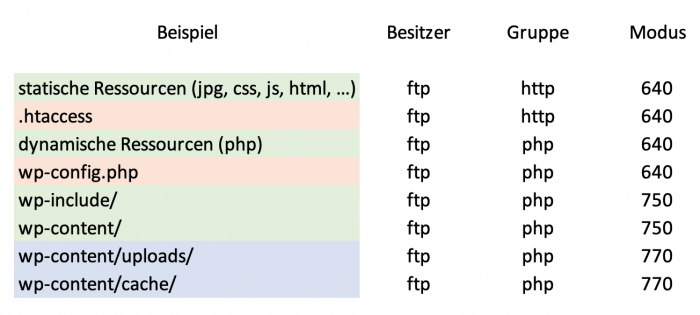 Beispiel Besitzer Gruppe Modus
statische Ressourcen (jpg, css, js, html, ...) ftp http 640
.htaccess ftp http 640
dynamische Ressourcen (php) ftp php 640
wp-config.php ftp php 640
wp-include/ ftp php 750
wp-content/ ftp php 750
wp-content/uploads/ ftp php 770
wp-content/cache/ ftp php 770